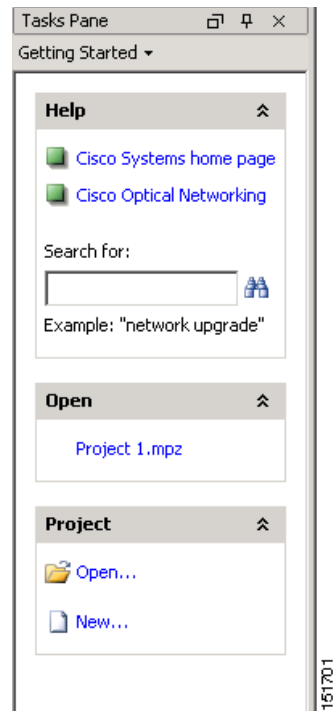 Tasks Pane
Getting Started
Help
Cisco Systems home page
Cisco Optical Networking
Search for:
Example: "network upgrade"
Open
Project 1.mpz
Project
Open...
New...
151701